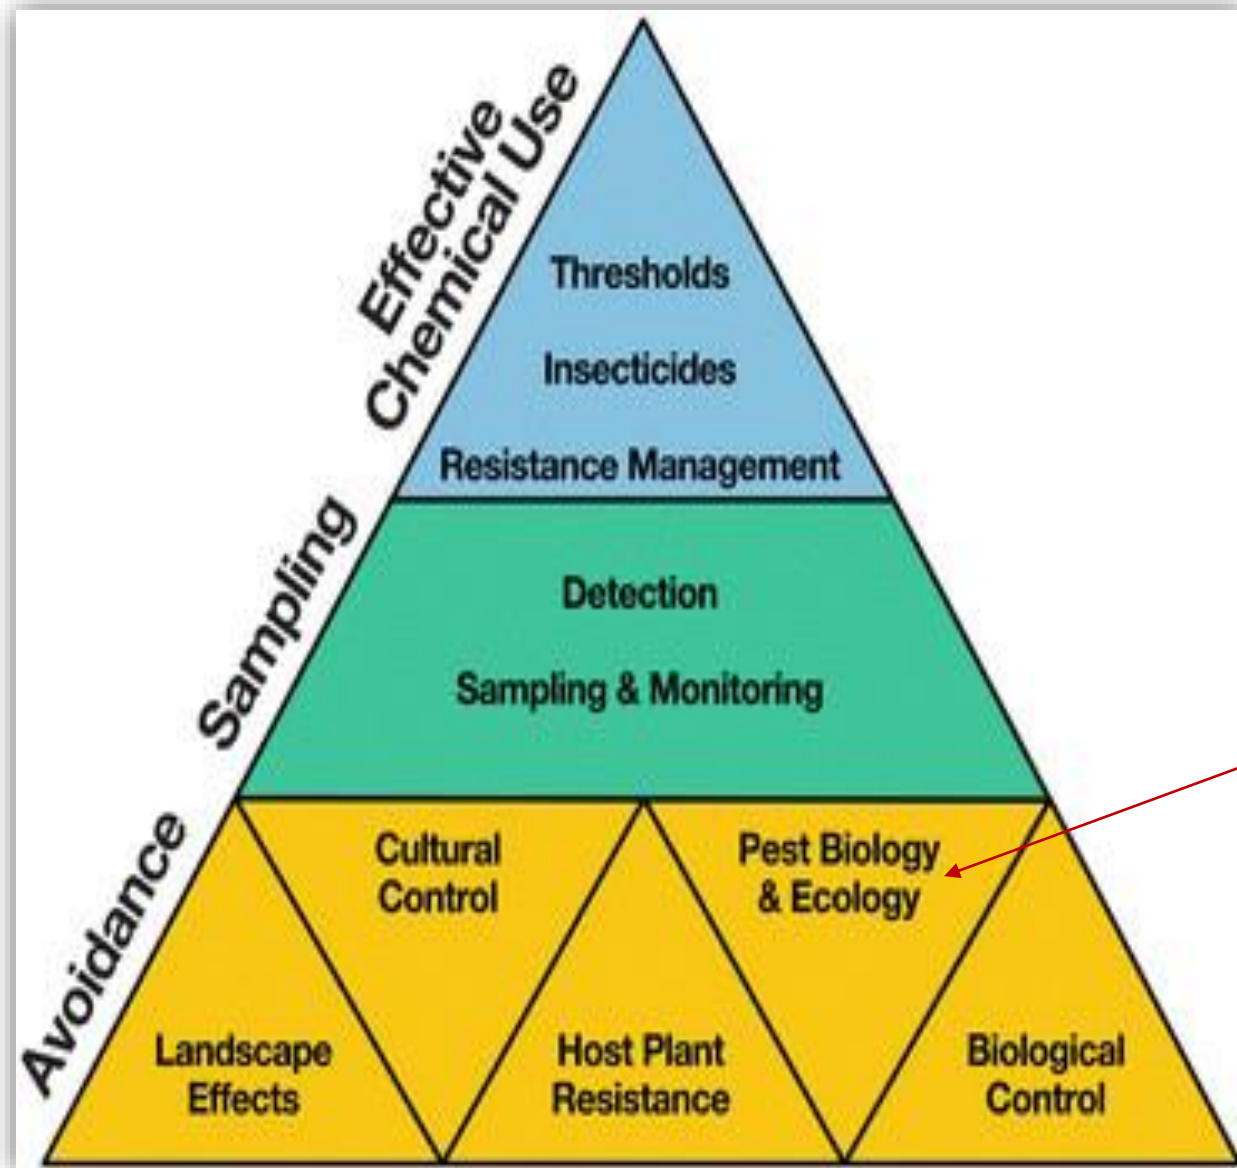 Effective
Chemical Use
Thresholds
Insecticides
Resistance Management
Sampling
Detection
Sampling & Monitoring
Avoidance
Cultural
Control
Pest Biology
& Ecology
Landscape
Effects
Host Plant
Resistance
Biological
Control